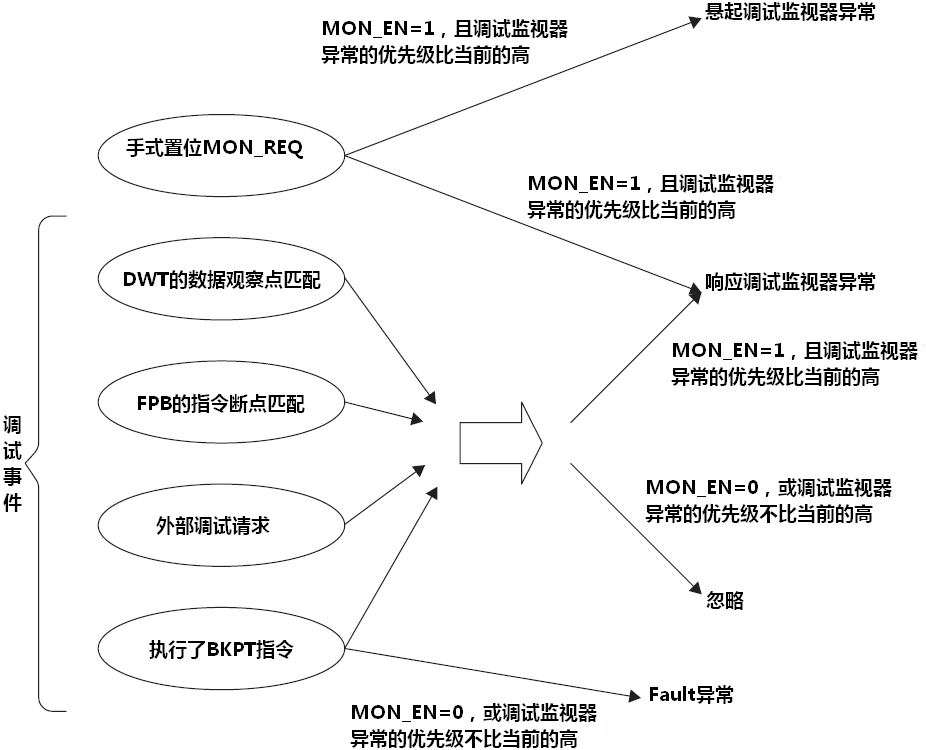 悬起调试监视器异常
MON_EN=1，且调试监视器
异常的优先级比当前的高
手式置位MON_REQ
MON_EN=1，且调试监视器
异常的优先级比当前的高
DWT的数据观察点匹配
响应调试监视器异常
MON_EN=1，且调试监视器
异常的优先级比当前的高
FPB的指令断点匹配
调试事件
MON_EN=0，或调试监视器
异常的优先级不比当前的高
外部调试请求
忽略
执行了BKPT指令
Fault异常
MON_EN=0，或调试监视器
异常的优先级不比当前的高